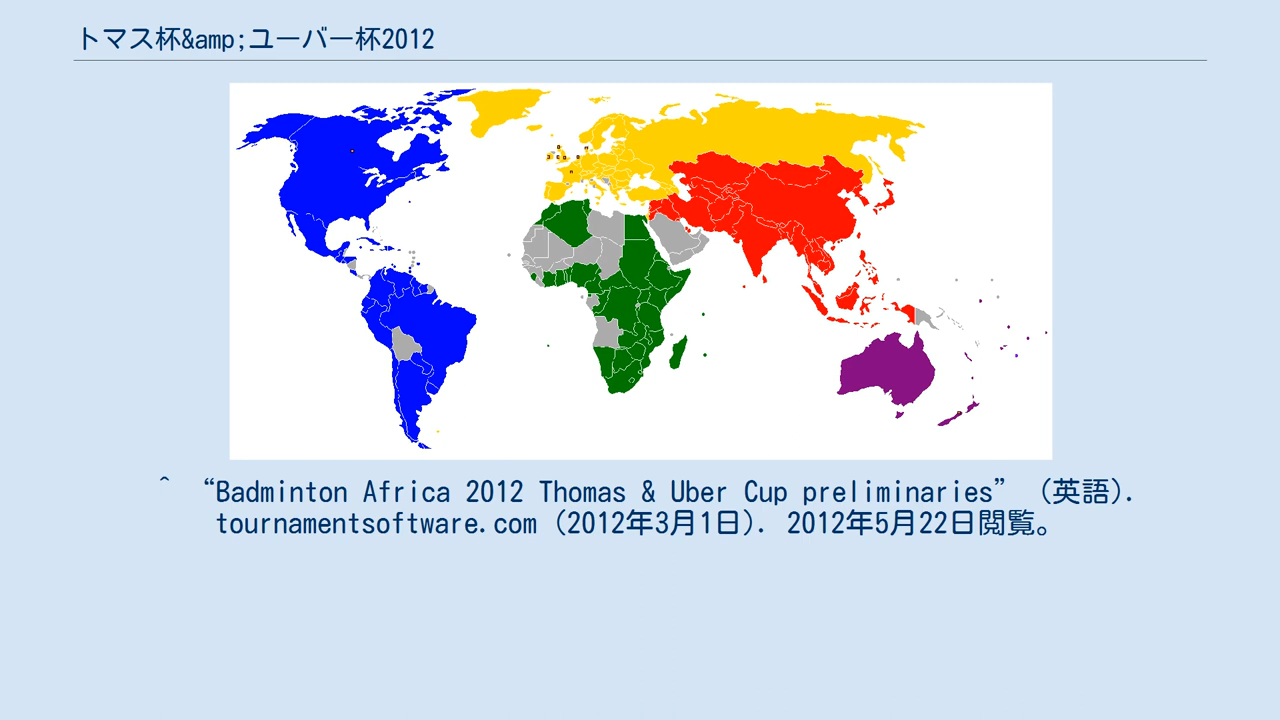 トマス杯&amp;ユーバー杯2012
^ “Badminton Africa 2012 Thomas & Uber Cup preliminaries” (英語).
tournamentsoftware.com (2012年3月1日). 2012年5月22日閲覧。